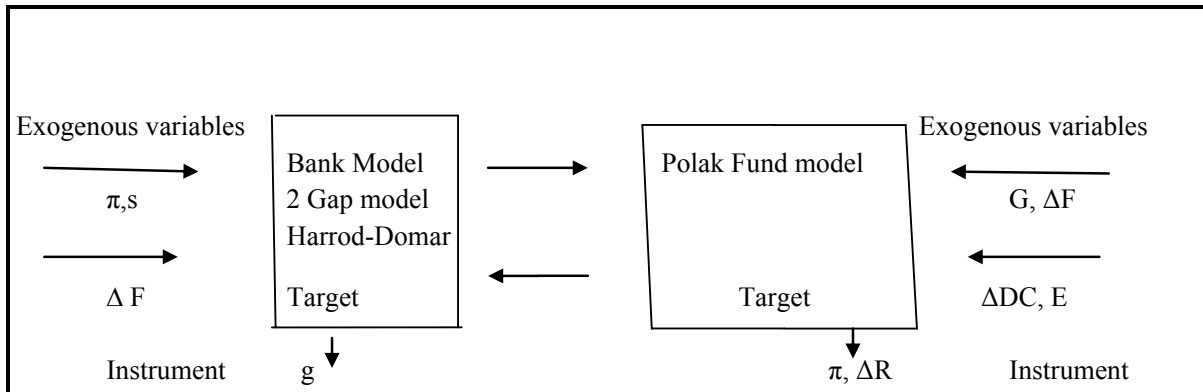 Exogenous variables
π,s
Δ F
Instrument
Bank Model
2 Gap model
Harrod-Domar
Target
g
Polak Fund model
Target
π, ΔR
Exogenous variables
G, ΔF
ΔDC, E
Instrument